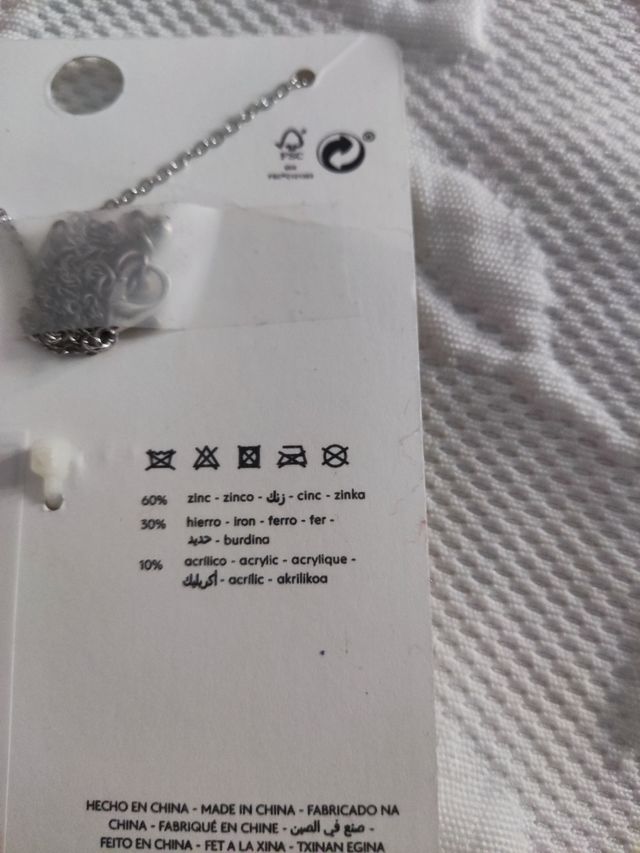 FSC
®
60% zinc - zinco - زنك - cinc - zinka
30% hierro - iron - ferro - fer -
حديد - burdina
10% acrílico - acrylic - acrylique -
أكريليك - acrílic - akrilikoa
HECHO EN CHINA - MADE IN CHINA - FABRICADO NA
CHINA - FABRIQUÉ EN CHINE - صنع في الصين -
FEITO EN CHINA - FET A LA XINA - TXINAN EGINA